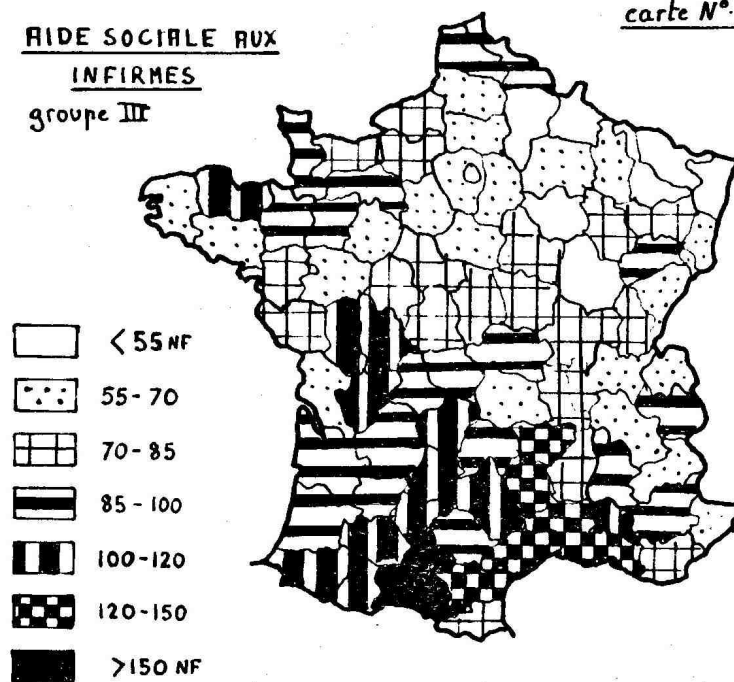 AIDE SOCIALE AUX
INFIRMES
groupe III
carte N°.
< 55 NF
55-70
70-85
85-100
100-120
120-150
>150 NF